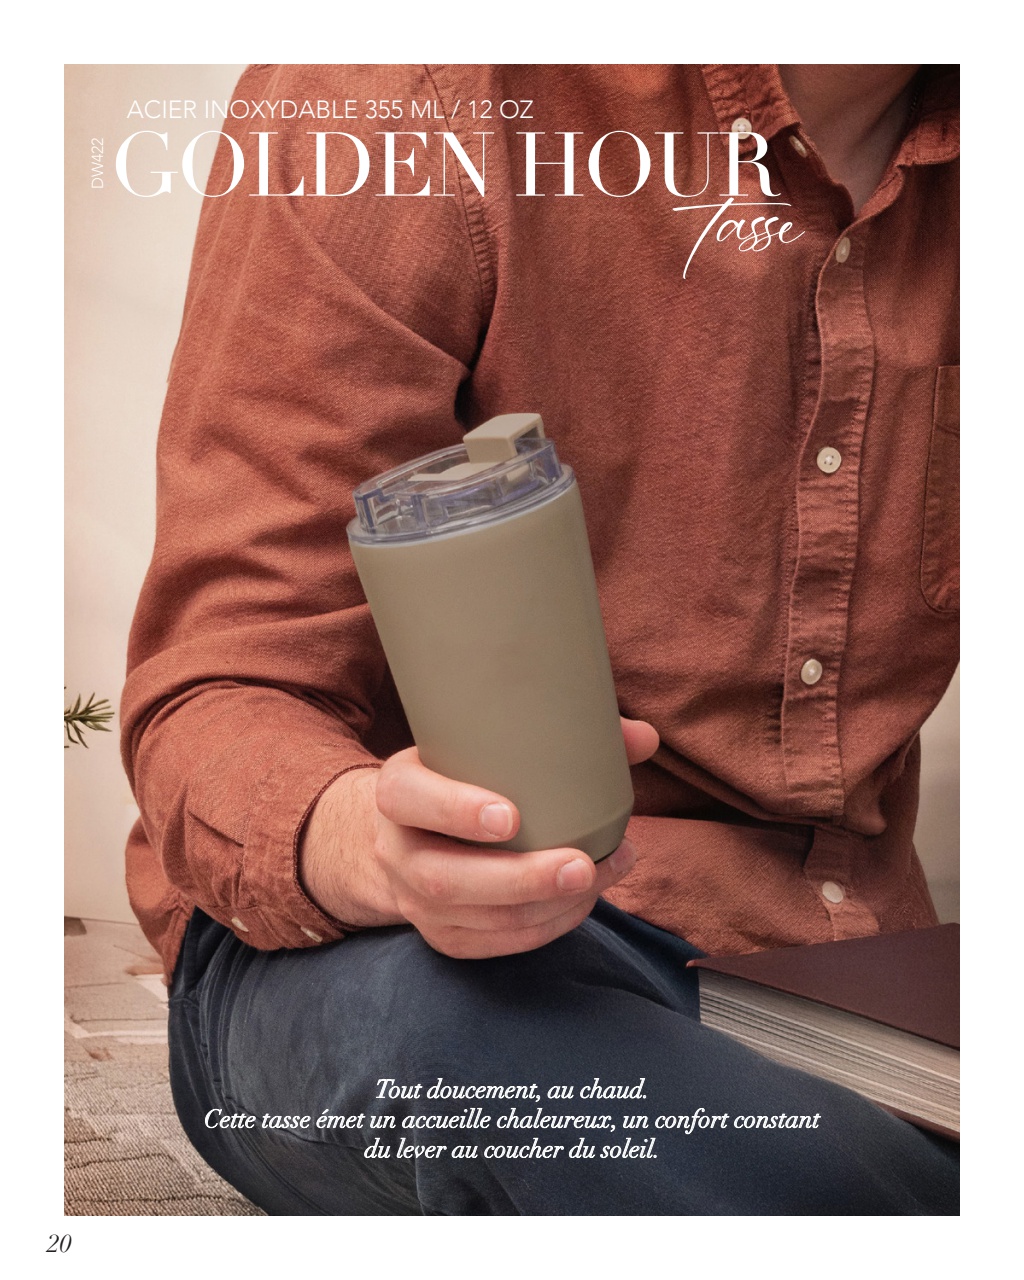 ACIER INOXYDABLE 355 ML / 12 OZ
DW422
GOLDEN HOUR
Tasse
Tout doucement, au chaud.
Cette tasse émet un accueille chaleureux, un confort constant
du lever au coucher du soleil.
20